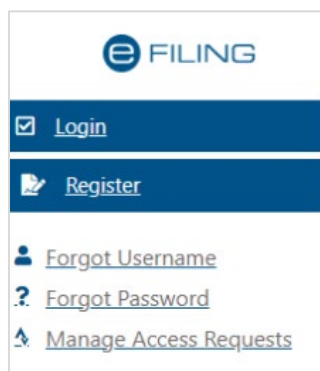 e FILING
Login
Register
Forgot Username
? Forgot Password
Manage Access Requests